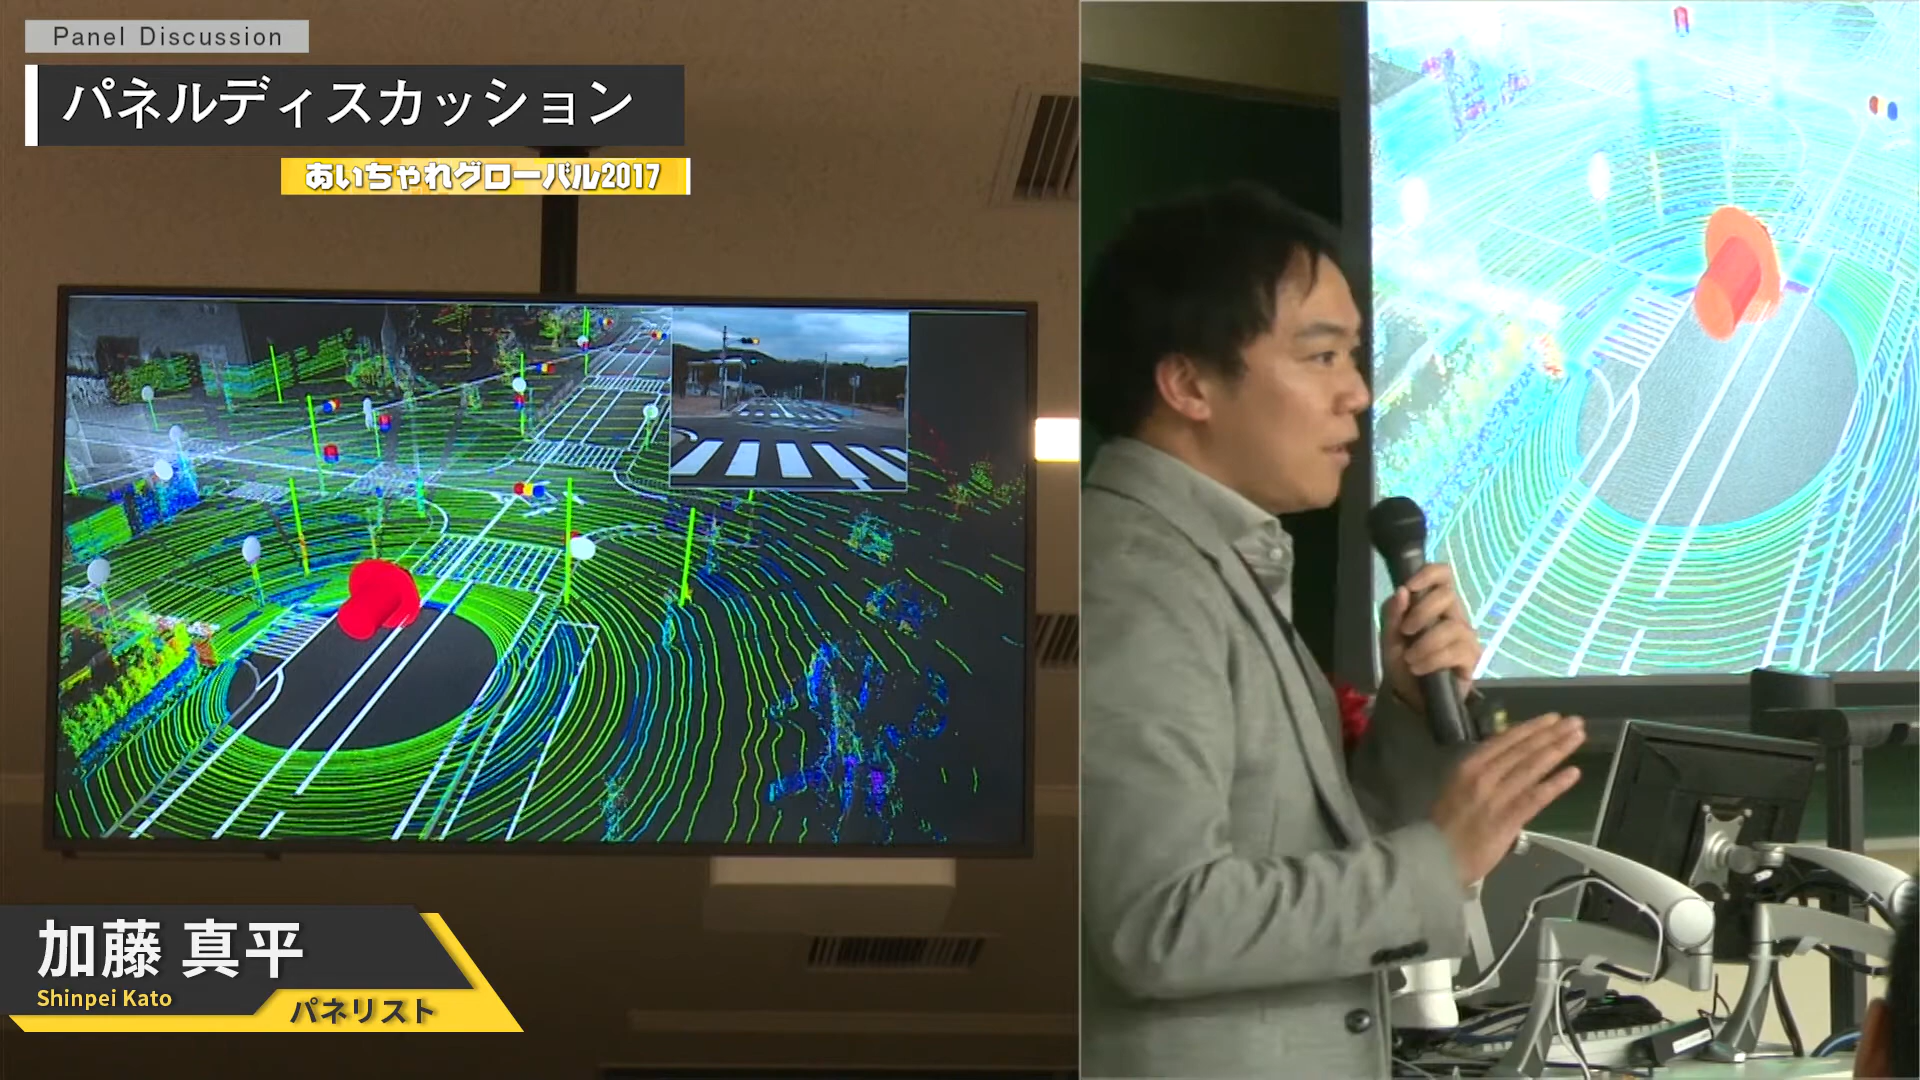 Panel Discussion
パネルディスカッション
あいちゃれグローバル2017
加藤 真平
Shinpei Kato
パネリスト